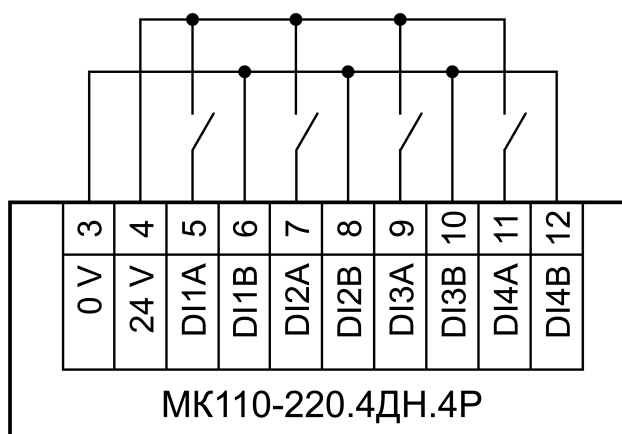 3 4 5 6 7 8 9 10 11 12
0 V 24 V DI1A DI1B DI2A DI2B DI3A DI3B DI4A DI4B
МК110-220.4ДН.4Р